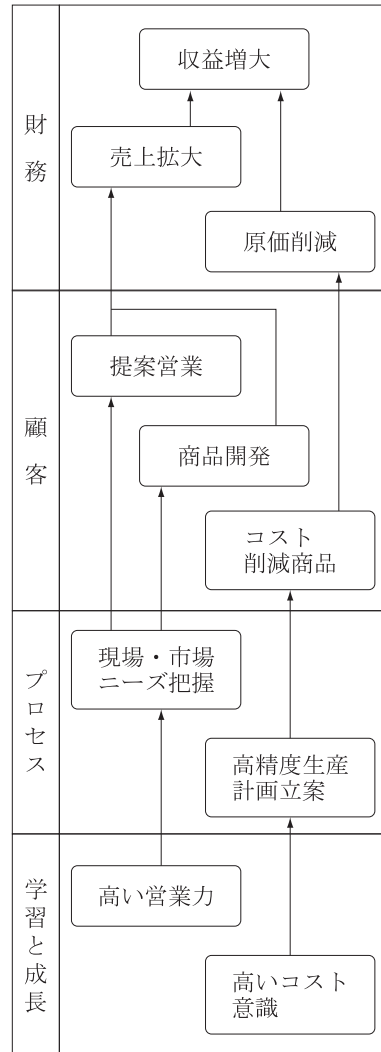 財務
収益増大
売上拡大
原価削減
顧客
提案営業
商品開発
コスト
削減商品
プロセス
現場・市場
ニーズ把握
高精度生産
計画立案
学習と成長
高い営業力
高いコスト
意識